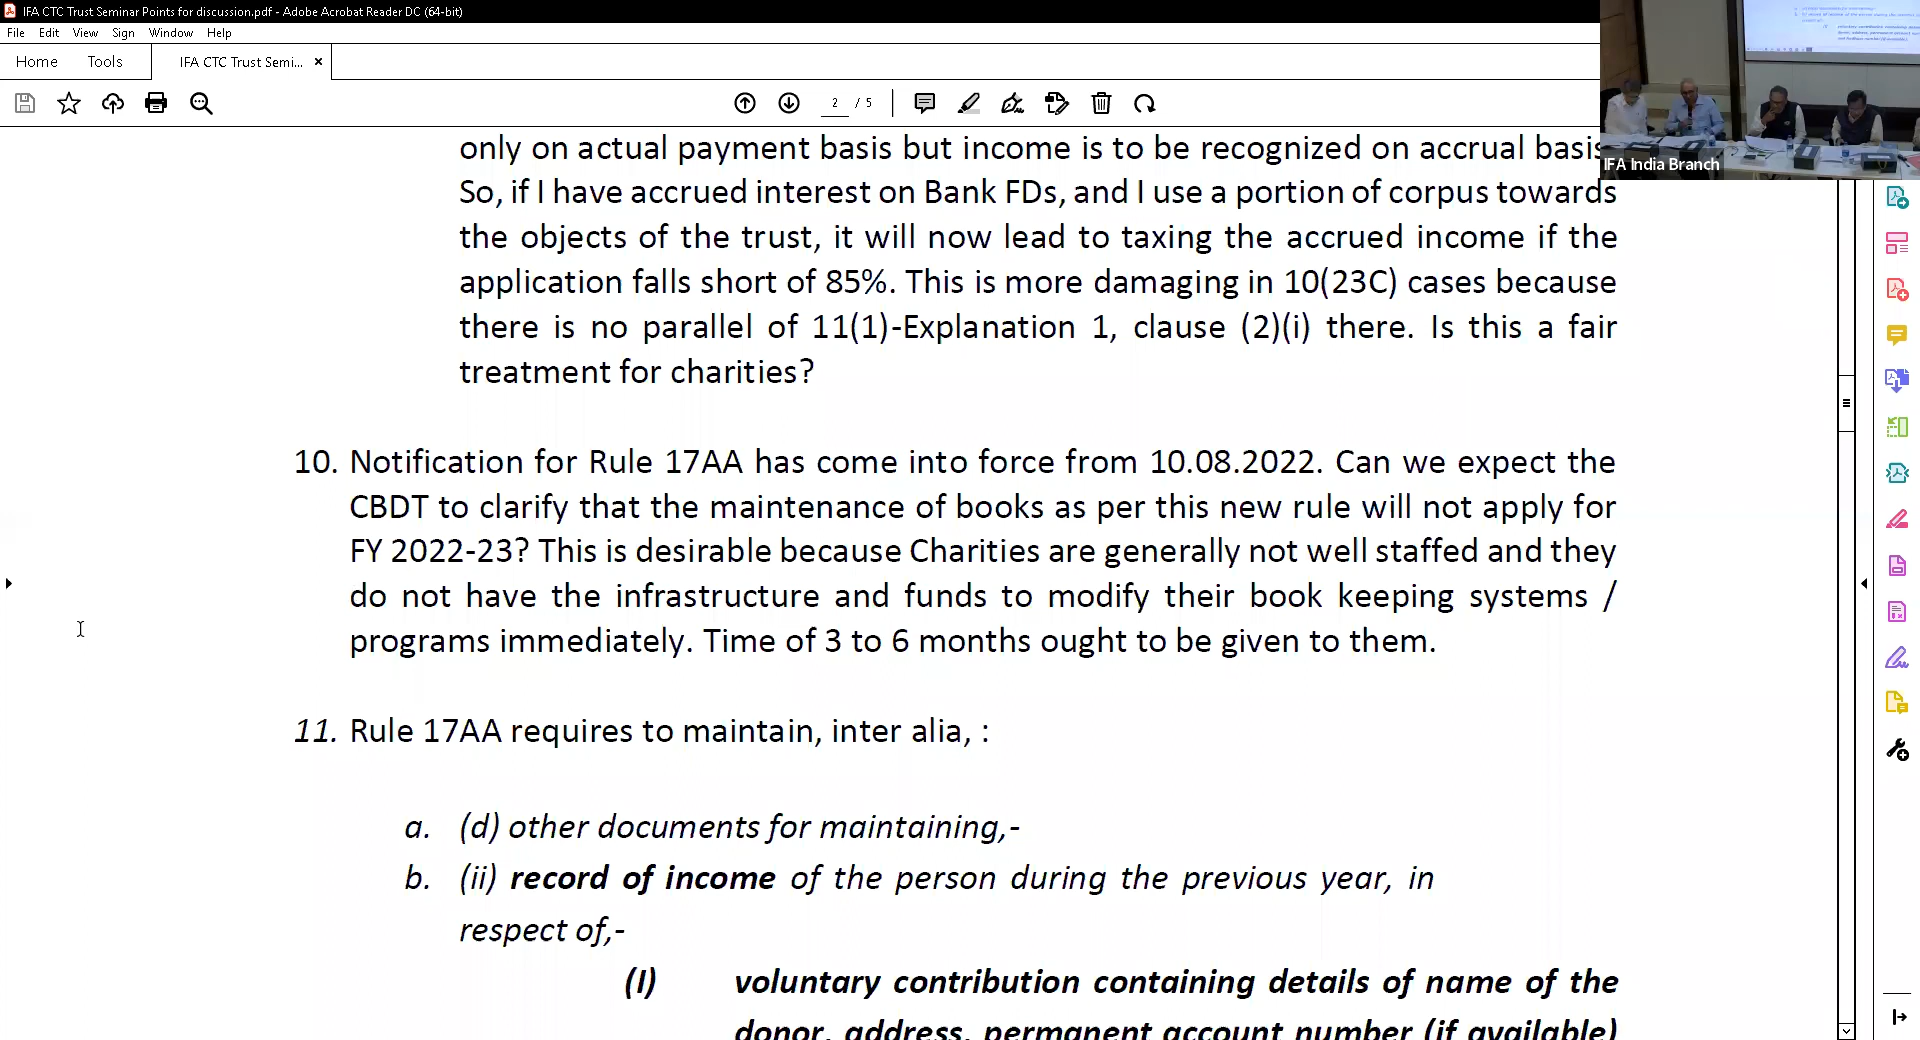 IFA CTC Trust Seminar Points for discussion.pdf - Adobe Acrobat Reader DC (64-bit)
File Edit View Sign Window Help
Home Tools IFA CTC Trust Semi... ×
2 / 5
IFA India Branch
only on actual payment basis but income is to be recognized on accrual basis
So, if I have accrued interest on Bank FDs, and I use a portion of corpus towards
the objects of the trust, it will now lead to taxing the accrued income if the
application falls short of 85%. This is more damaging in 10(23C) cases because
there is no parallel of 11(1)-Explanation 1, clause (2)(i) there. Is this a fair
treatment for charities?
10. Notification for Rule 17AA has come into force from 10.08.2022. Can we expect the
CBDT to clarify that the maintenance of books as per this new rule will not apply for
FY 2022-23? This is desirable because Charities are generally not well staffed and they
do not have the infrastructure and funds to modify their book keeping systems /
programs immediately. Time of 3 to 6 months ought to be given to them.
11. Rule 17AA requires to maintain, inter alia, :
a. (d) other documents for maintaining,-
b. (ii) record of income of the person during the previous year, in
respect of,-
(I) voluntary contribution containing details of name of the
donor, address, permanent account number (if available)